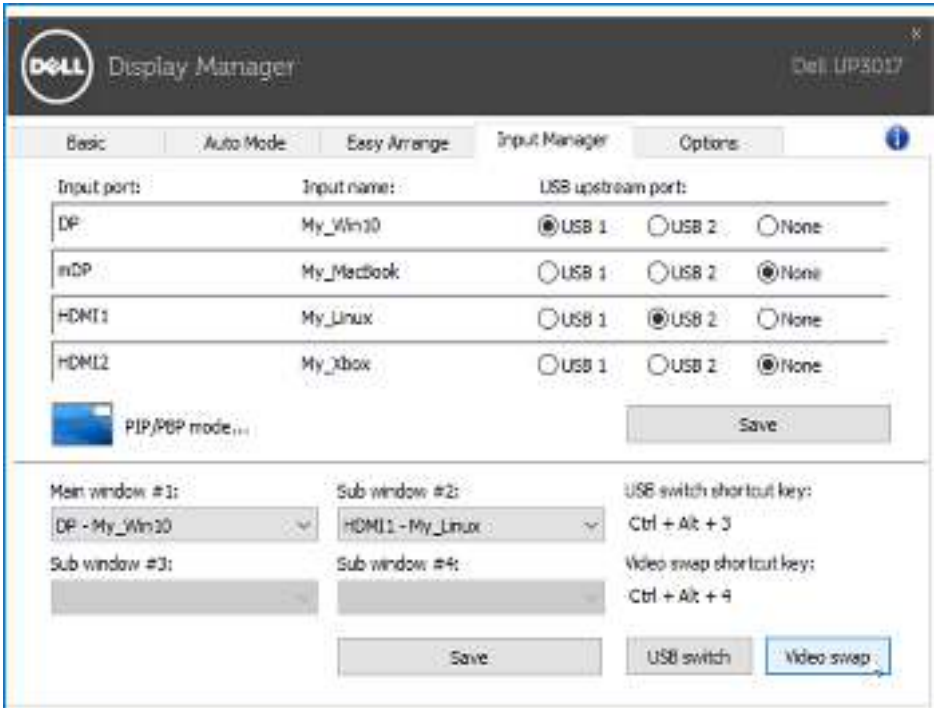 DELL Display Manager Dell UP3017
x
Basic Auto Mode Easy Arrange Input Manager Options i
Input port: Input name: USB upstream port:
DP My_Win10 USB 1 USB 2 None
mDP My_MacBook USB 1 USB 2 None
HDMI1 My_Linux USB 1 USB 2 None
HDMI2 My_Xbox USB 1 USB 2 None
PIP/PBP mode... Save
Main window #1: Sub window #2: USB switch shortcut key:
DP - My_Win10 HDMI1 - My_Linux Ctrl + Alt + 3
Sub window #3: Sub window #4: Video swap shortcut key:
Ctrl + Alt + 4
Save USB switch Video swap